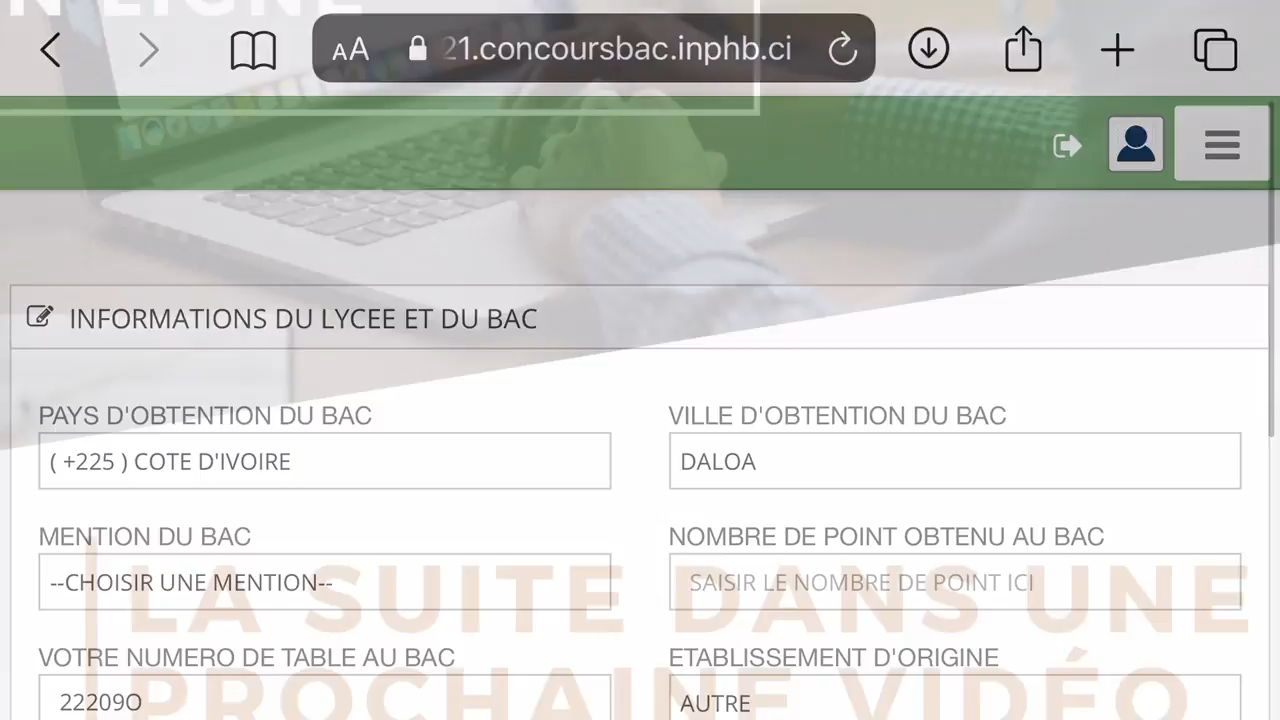 N LIGNE
AA 21.concoursbac.inphb.ci
INFORMATIONS DU LYCEE ET DU BAC
PAYS D'OBTENTION DU BAC
VILLE D'OBTENTION DU BAC
( +225 ) COTE D'IVOIRE
DALOA
MENTION DU BAC
NOMBRE DE POINT OBTENU AU BAC
--CHOISIR UNE MENTION--
SAISIR LE NOMBRE DE POINT ICI
LA SUITE DANS UNE
VOTRE NUMERO DE TABLE AU BAC
ETABLISSEMENT D'ORIGINE
PROCHAINE VIDÉO
22209O
AUTRE